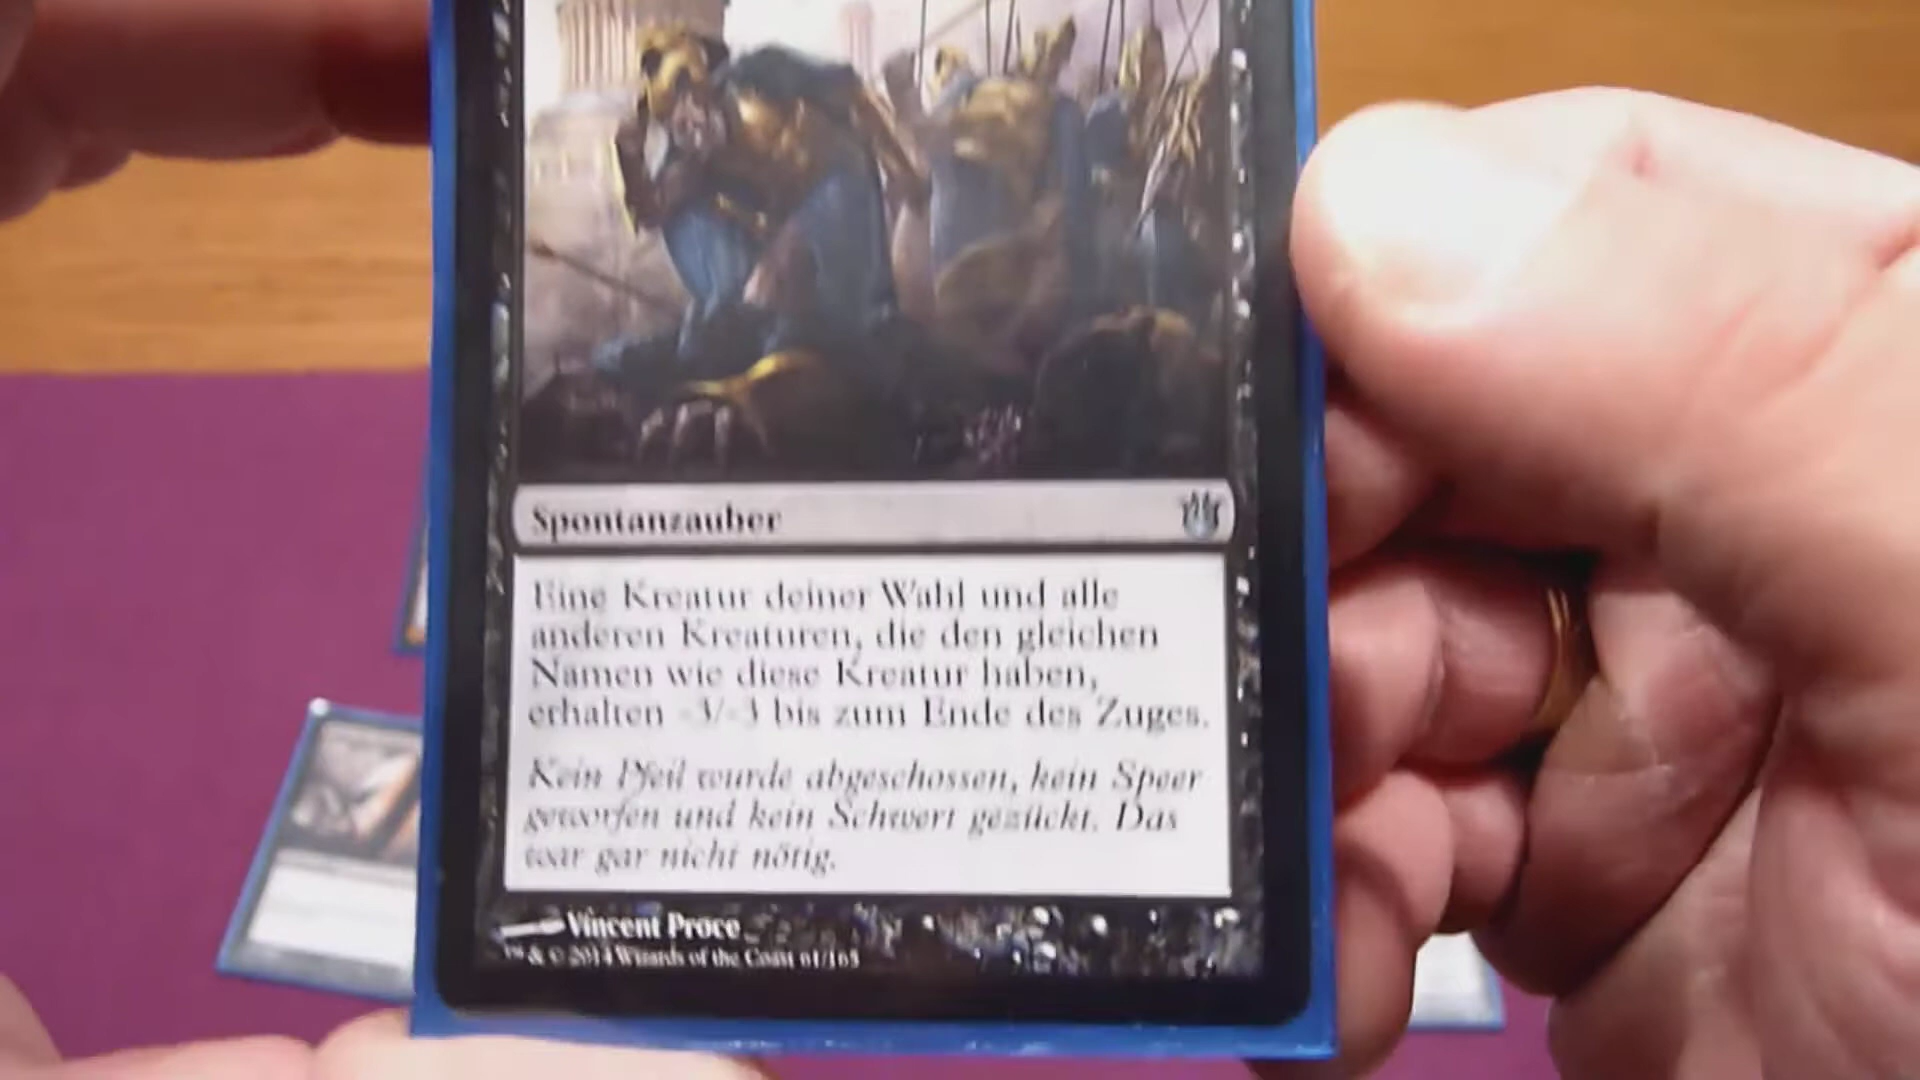 Spontanzauber
Eine Kreatur deiner Wahl und alle
anderen Kreaturen, die den gleichen
Namen wie diese Kreatur haben,
erhalten -3/-3 bis zum Ende des Zuges.
Kein Pfeil wurde abgeschossen, kein Speer
geworfen und kein Schwert gezückt. Das
war gar nicht nötig.
Vincent Proce
™ & © 2014 Wizards of the Coast 61/165